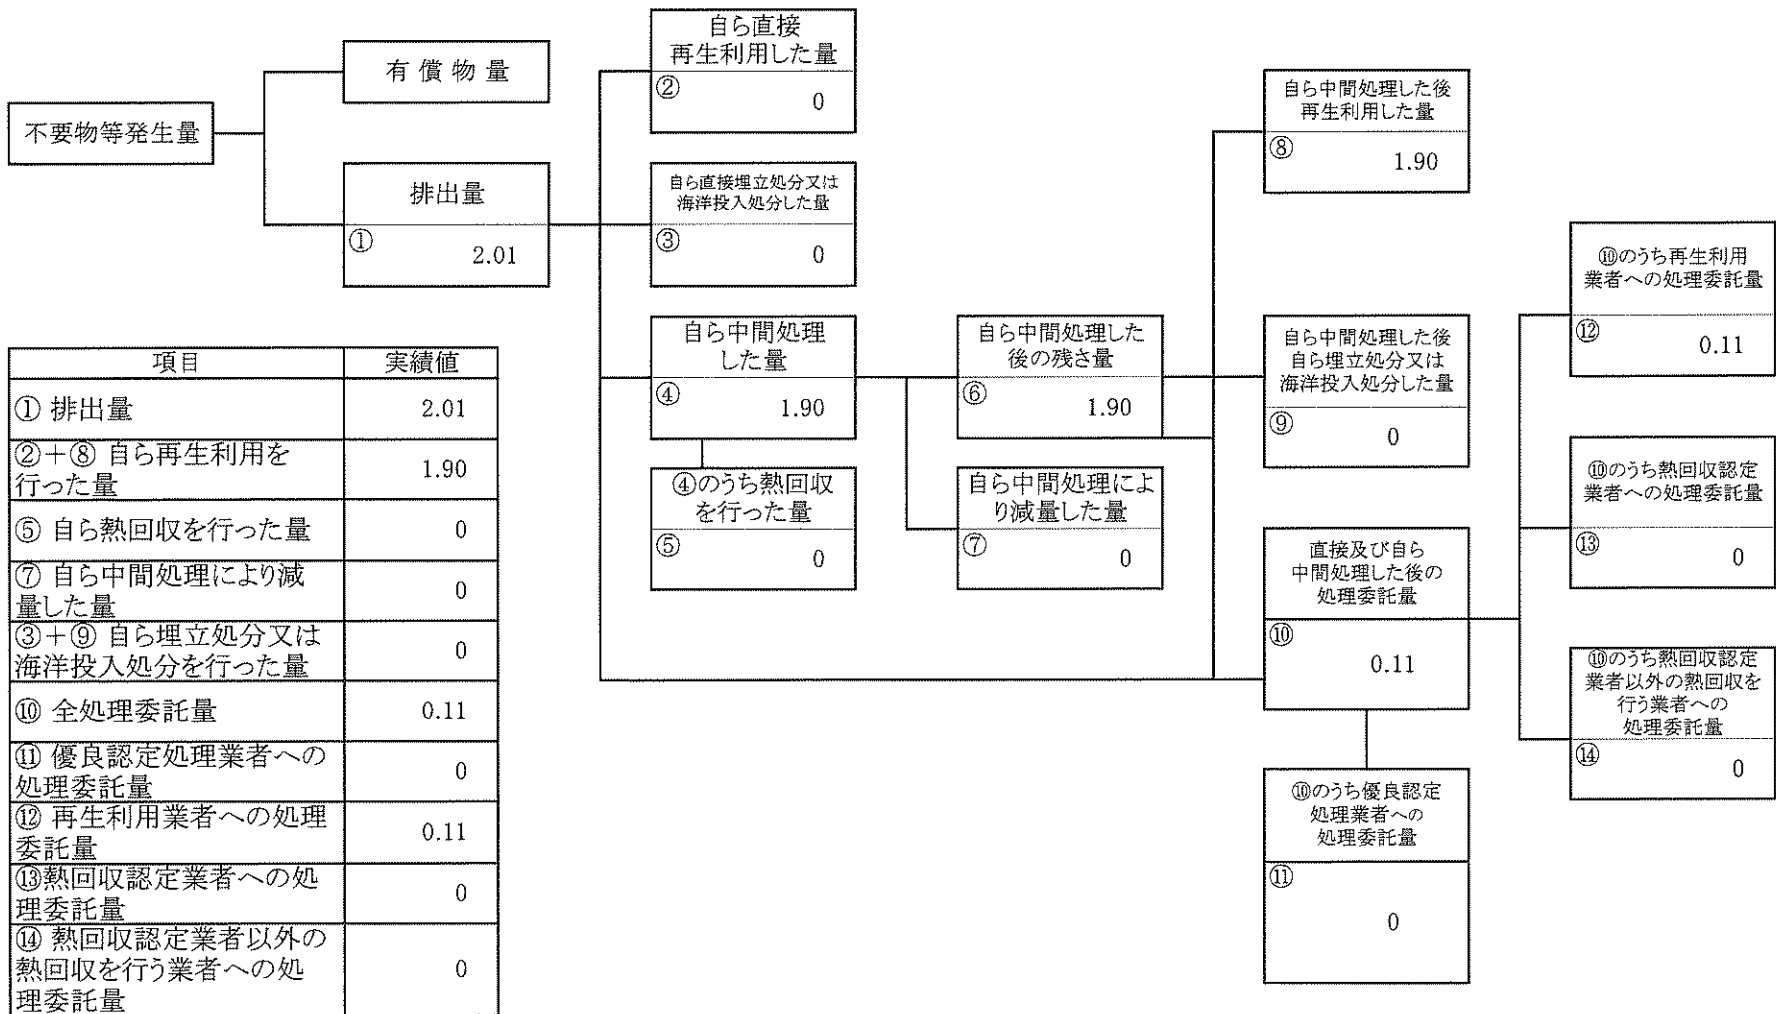 不要物等発生量
有 償 物 量
排出量
①
2.01
自ら直接
再生利用した量
②
0
自ら直接埋立処分又は
海洋投入処分した量
③
0
自ら中間処理
した量
④
1.90
④のうち熱回収
を行った量
⑤
0
自ら中間処理した
後の残さ量
⑥
1.90
自ら中間処理によ
り減量した量
⑦
0
自ら中間処理した後
再生利用した量
⑧
1.90
自ら中間処理した後
自ら埋立処分又は
海洋投入処分した量
⑨
0
直接及び自ら
中間処理した後の
処理委託量
⑩
0.11
⑩のうち優良認定
処理業者への
処理委託量
⑪
0
⑩のうち再生利用
業者への処理委託量
⑫
0.11
⑩のうち熱回収認定
業者への処理委託量
⑬
0
⑩のうち熱回収認定
業者以外の熱回収を
行う業者への
処理委託量
⑭
0
項目 実績値
① 排出量 2.01
②+⑧ 自ら再生利用を
行った量 1.90
⑤ 自ら熱回収を行った量 0
⑦ 自ら中間処理により減
量した量 0
③+⑨ 自ら埋立処分又は
海洋投入処分を行った量 0
⑩ 全処理委託量 0.11
⑪ 優良認定処理業者への
処理委託量 0
⑫ 再生利用業者への処理
委託量 0.11
⑬熱回収認定業者への処
理委託量 0
⑭ 熱回収認定業者以外の
熱回収を行う業者への処
理委託量 0